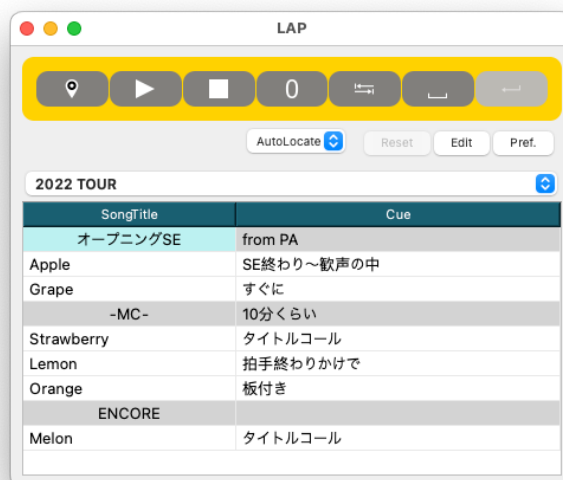 LAP
0
AutoLocate Reset Edit Pref.
2022 TOUR
SongTitle Cue
オープニングSE from PA
Apple SE終わり〜歓声の中
Grape すぐに
-MC- 10分くらい
Strawberry タイトルコール
Lemon 拍手終わりかけで
Orange 板付き
ENCORE
Melon タイトルコール